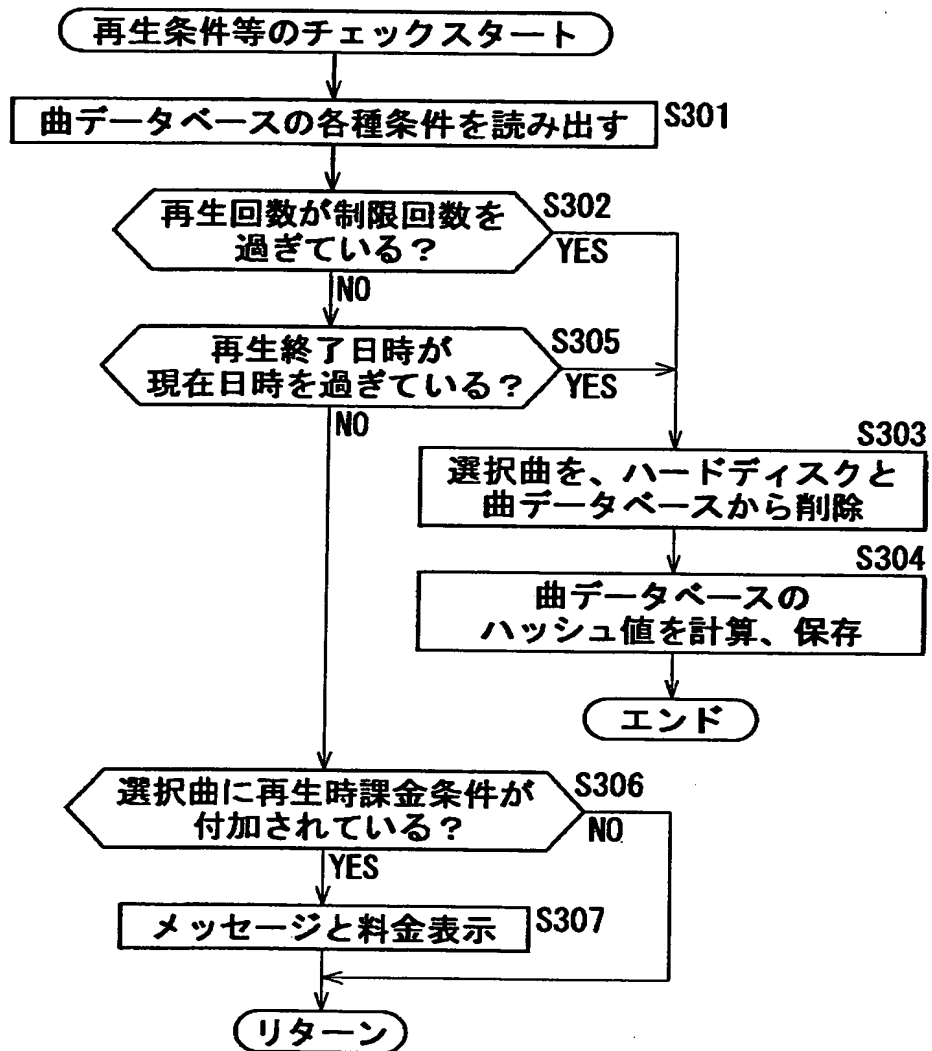 再生条件等のチェックスタート
曲データベースの各種条件を読み出す
S301
再生回数が制限回数を
過ぎている?
S302
YES
NO
再生終了日時が
現在日時を過ぎている?
S305
YES
NO
S303
選択曲を、ハードディスクと
曲データベースから削除
S304
曲データベースの
ハッシュ値を計算、保存
エンド
選択曲に再生時課金条件が
付加されている?
S306
NO
YES
メッセージと料金表示
S307
リターン